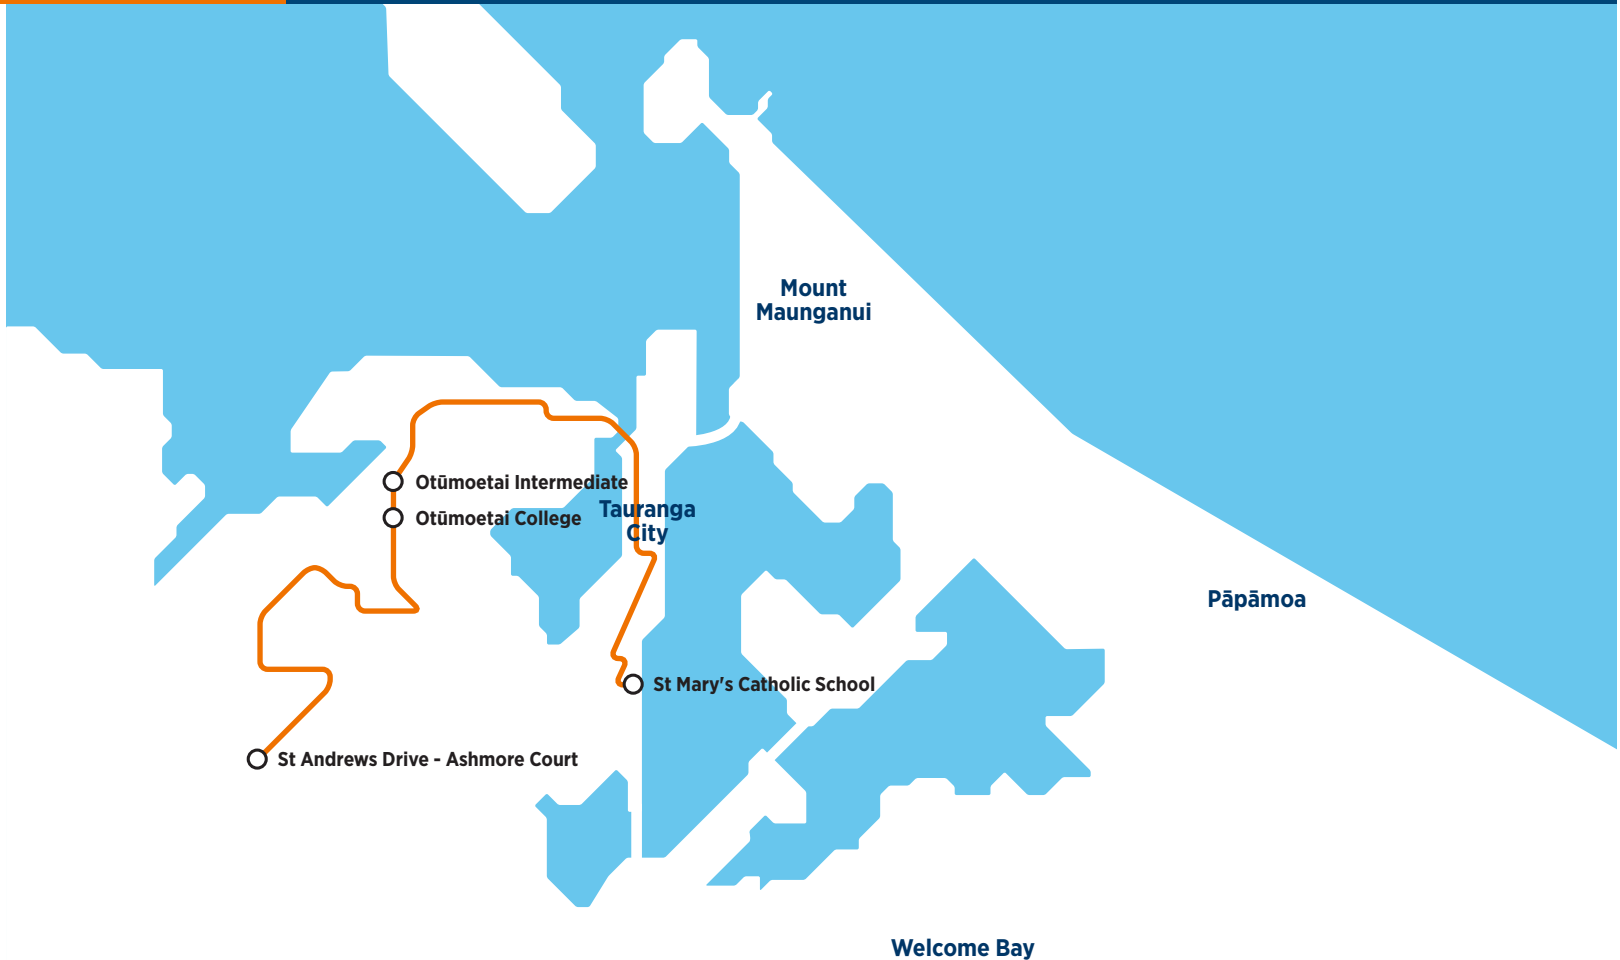 Mount
Maunganui
Otūmoetai Intermediate
Otūmoetai College
Tauranga
City
Pāpāmoa
St Mary's Catholic School
St Andrews Drive - Ashmore Court
Welcome Bay